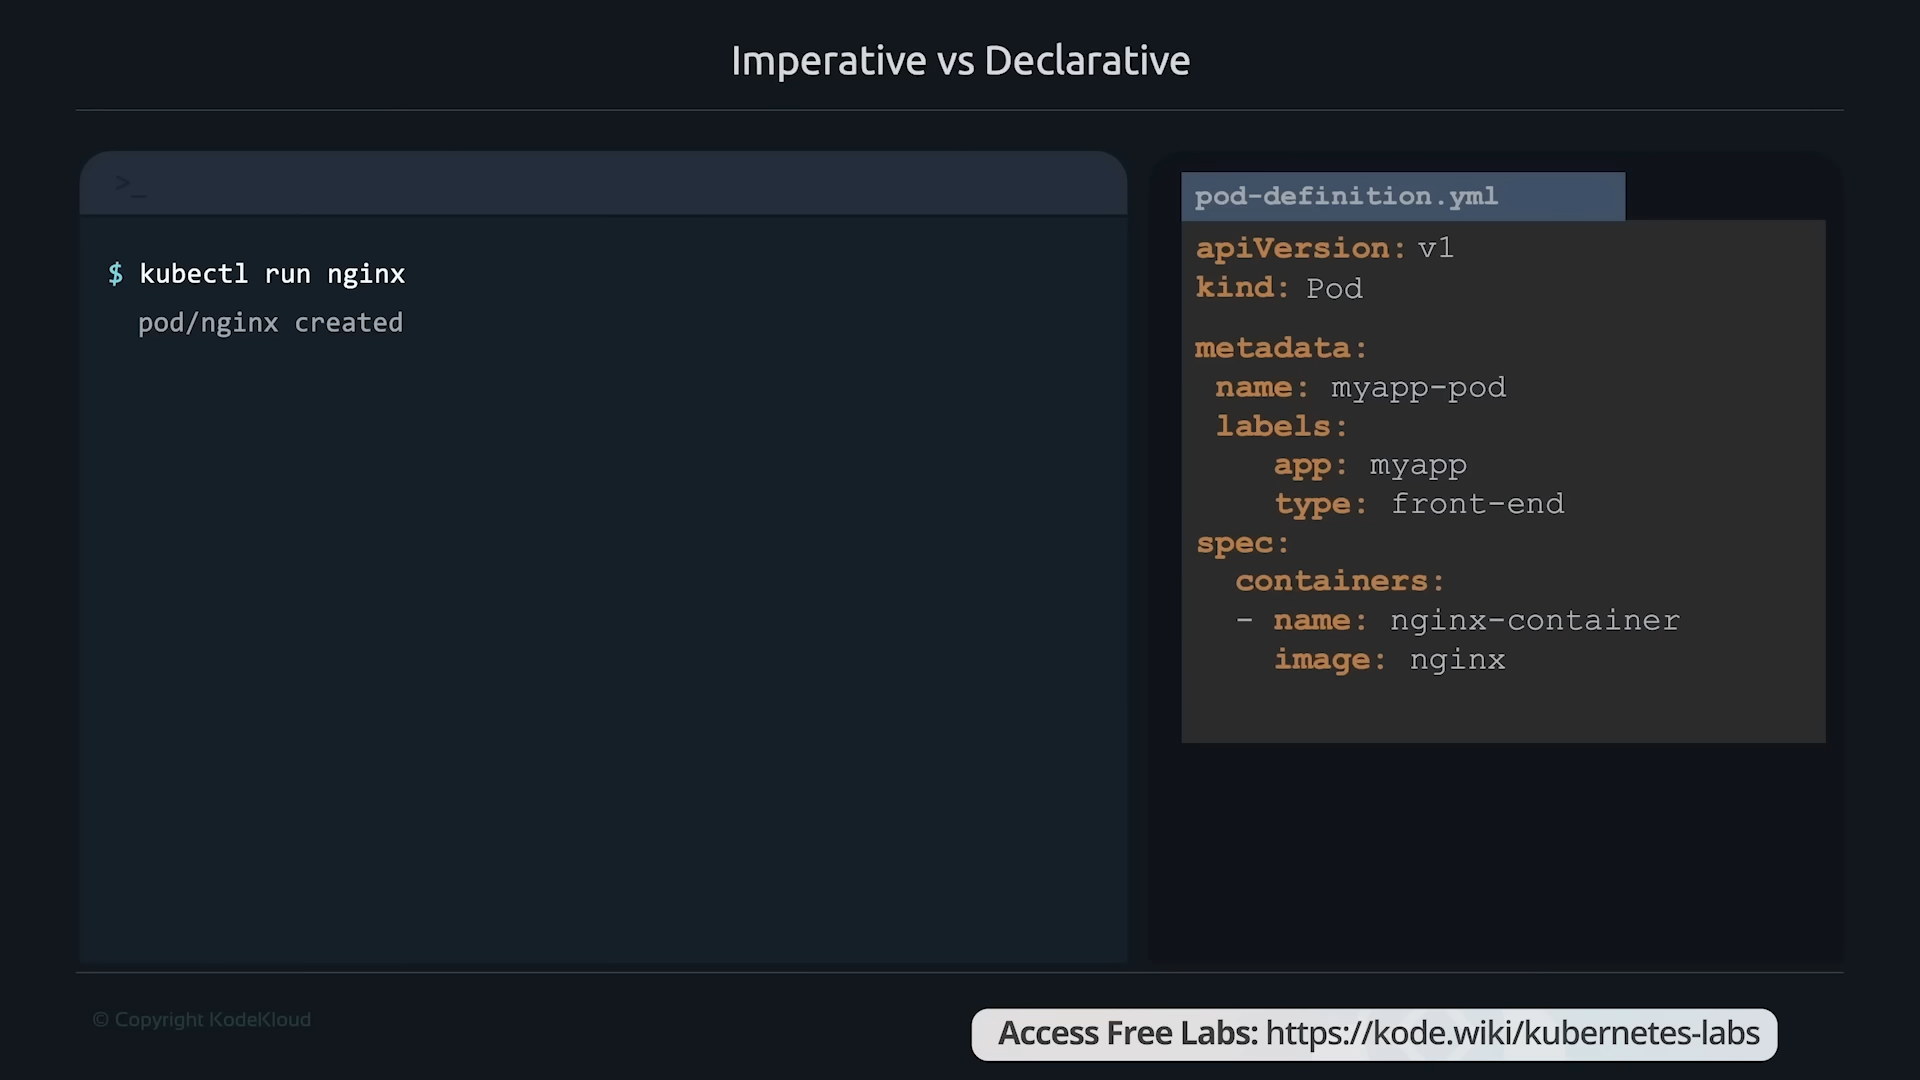 Imperative vs Declarative
>_
$ kubectl run nginx
pod/nginx created
pod-definition.yml
apiVersion: v1
kind: Pod
metadata:
name: myapp-pod
labels:
app: myapp
type: front-end
spec:
containers:
- name: nginx-container
image: nginx
© Copyright KodeKloud
Access Free Labs: https://kode.wiki/kubernetes-labs